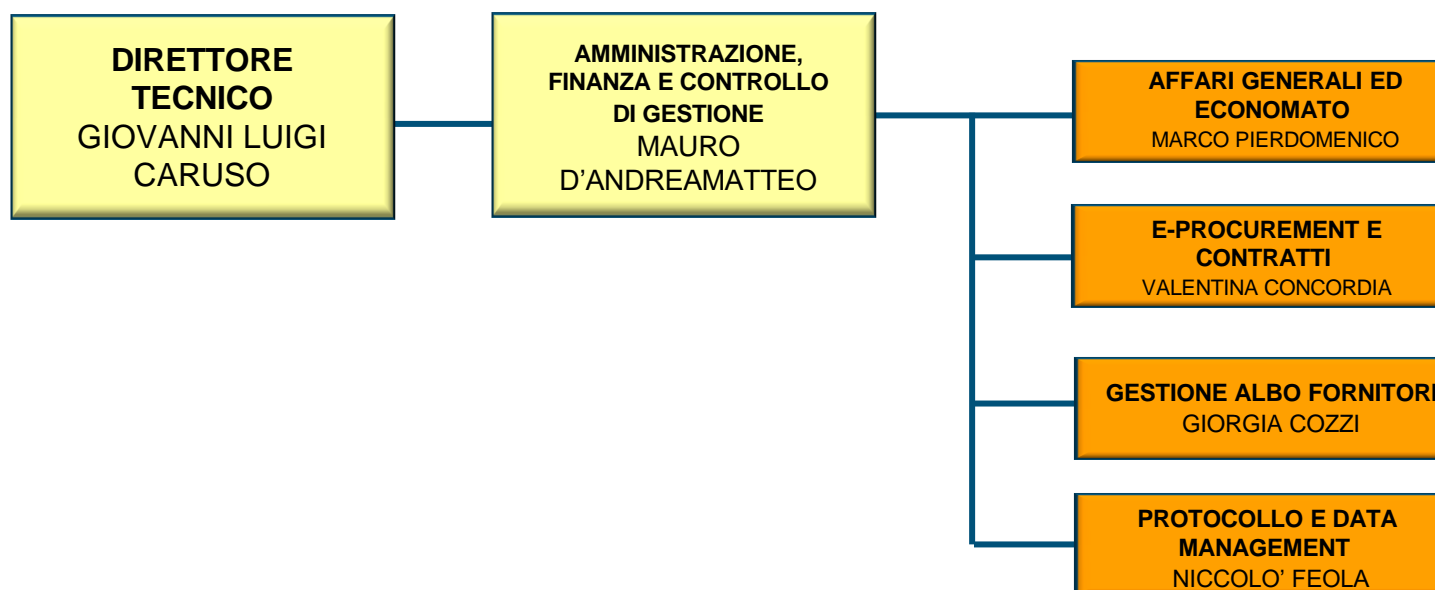 DIRETTORE
TECNICO
GIOVANNI LUIGI
CARUSO
AMMINISTRAZIONE,
FINANZA E CONTROLLO
DI GESTIONE
MAURO
D’ANDREAMATTEO
AFFARI GENERALI ED
ECONOMATO
MARCO PIERDOMENICO
E-PROCUREMENT E
CONTRATTI
VALENTINA CONCORDIA
GESTIONE ALBO FORNITORI
GIORGIA COZZI
PROTOCOLLO E DATA
MANAGEMENT
NICCOLO’ FEOLA